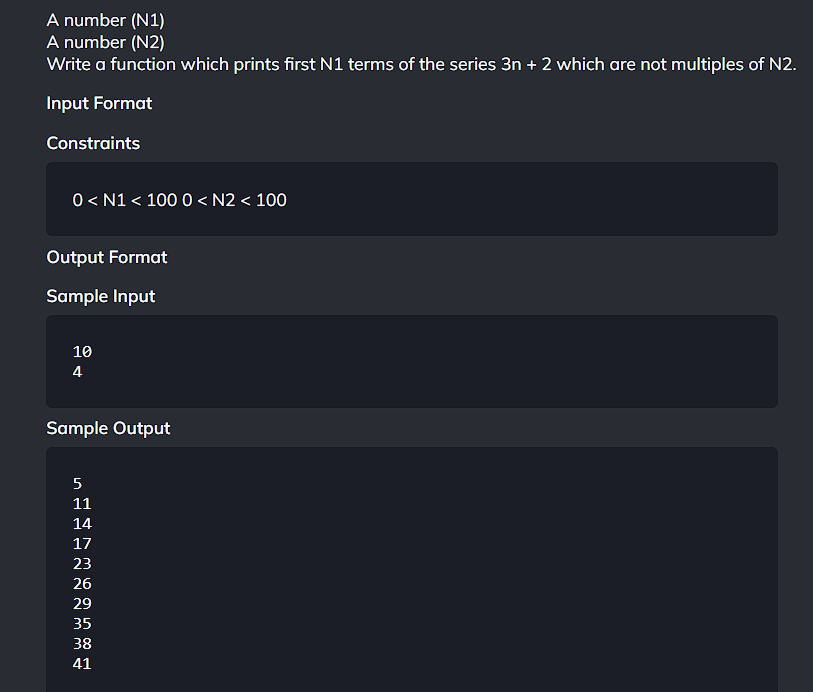 A number (N1)
A number (N2)
Write a function which prints first N1 terms of the series 3n + 2 which are not multiples of N2.
Input Format
Constraints
0 < N1 < 100 0 < N2 < 100
Output Format
Sample Input
10
4
Sample Output
5
11
14
17
23
26
29
35
38
41